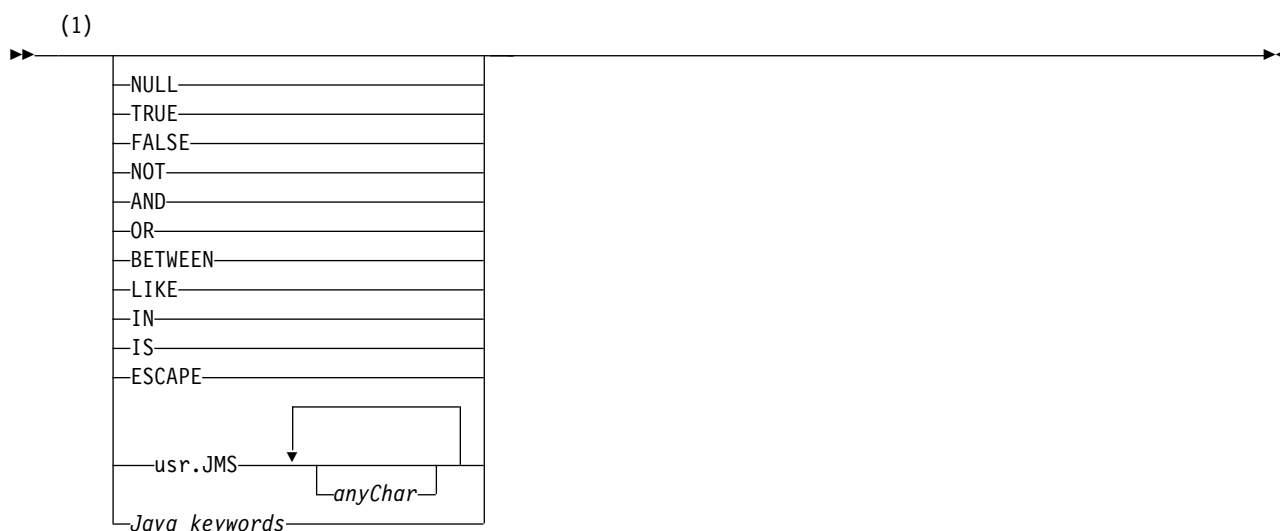 (1)
NULL
TRUE
FALSE
NOT
AND
OR
BETWEEN
LIKE
IN
IS
ESCAPE
usr.JMS
anyChar
Java keywords